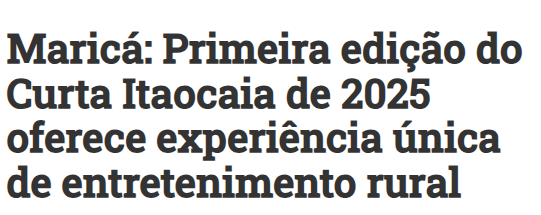 Maricá: Primeira edição do
Curta Itaocaia de 2025
oferece experiência única
de entretenimento rural